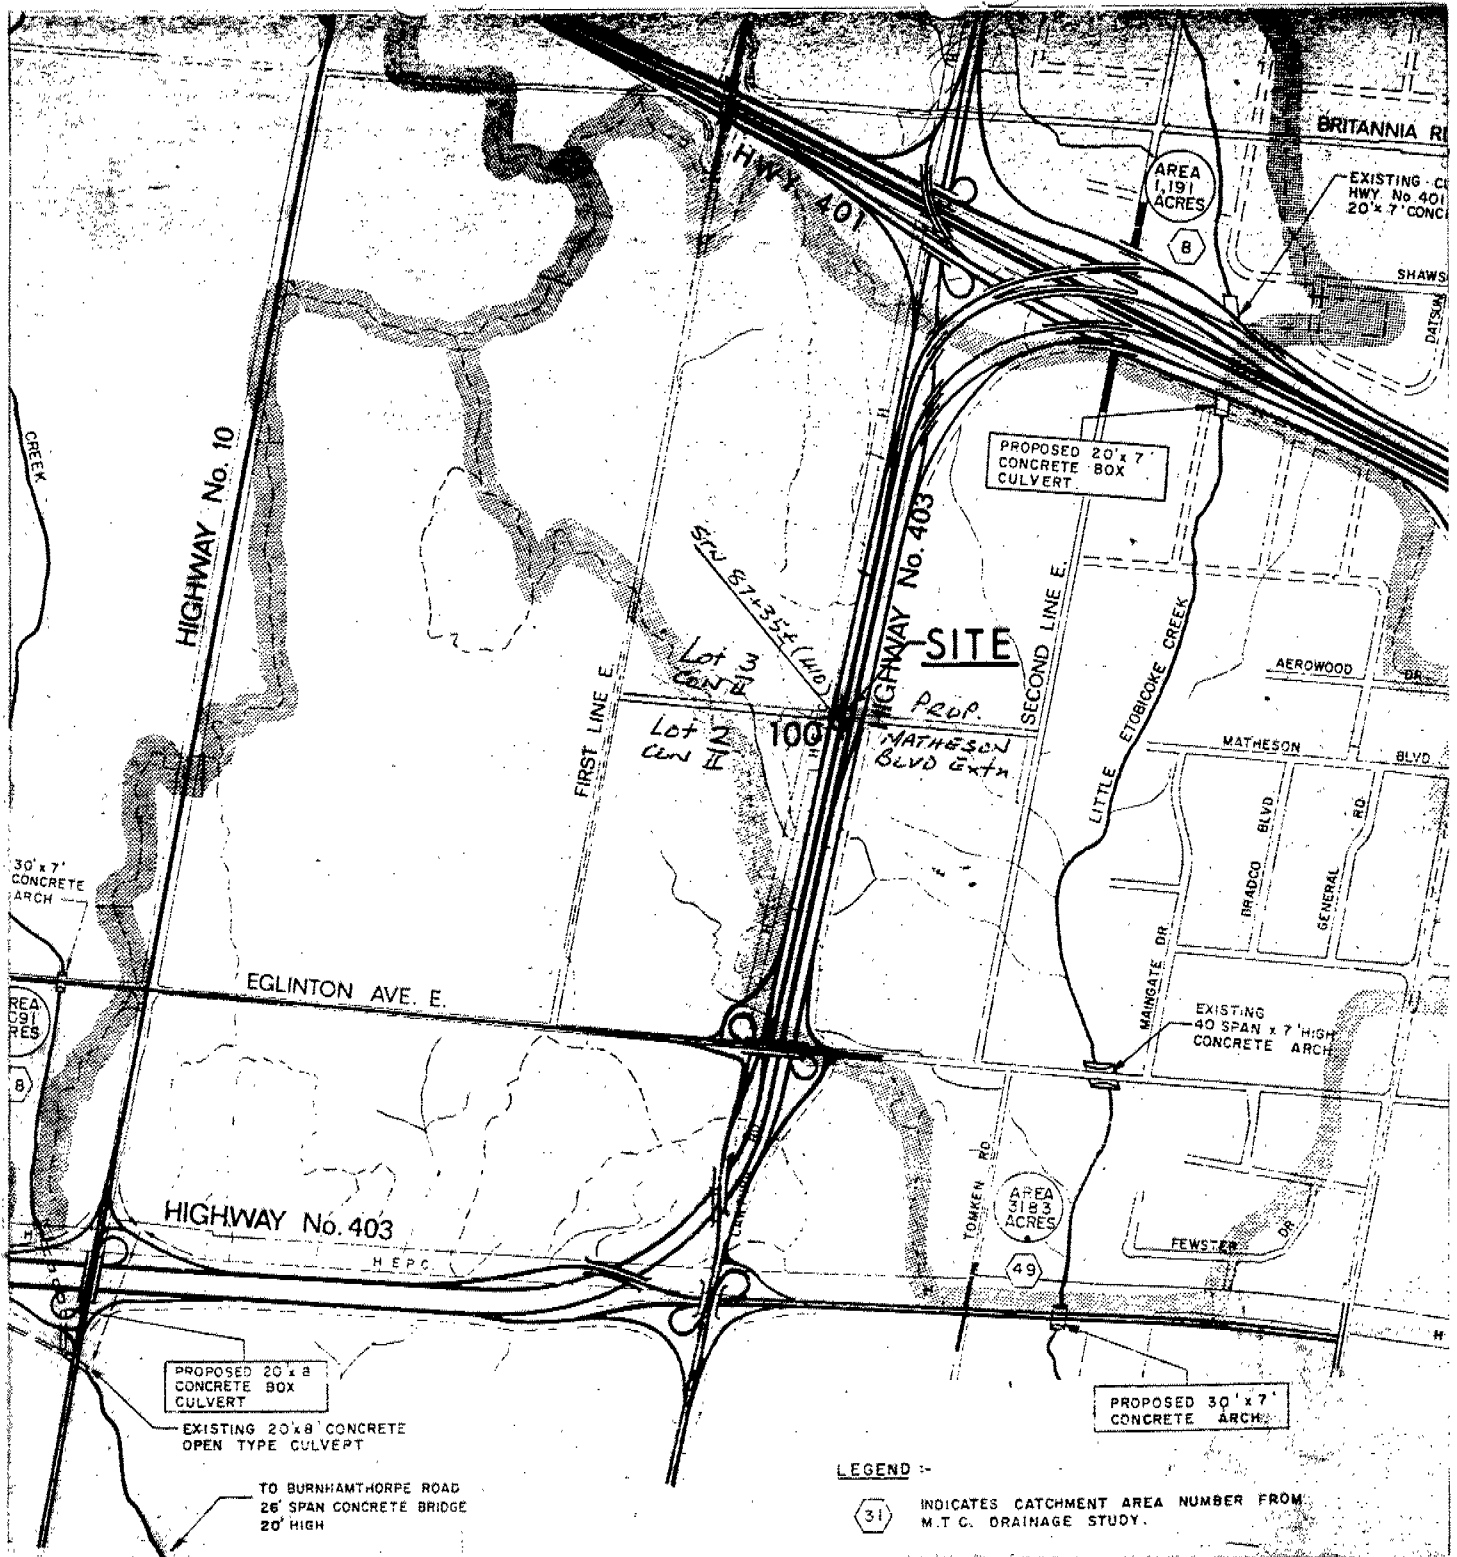 BRITANNIA
AREA
1,191
ACRES
8
EXISTING
HWY No 401
20'x 7'
HWY 401
SHAWS
DATSUN
CREEK
HIGHWAY No. 10
PROPOSED 20'x 7'
CONCRETE BOX
CULVERT
HIGHWAY No. 403
STN 87+35±(410)
SITE
SECOND LINE E.
LITTLE ETOBICOKE CREEK
AEROWOOD DR
Lot
CON
FIRST LINE E.
Lot
CON II
100
PROP.
MATHESON
BLVD Extn
MATHESON BLVD
BRADCO BLVD
GENERAL RD
MAINGATE DR
30'x 7'
CONCRETE
ARCH
EGLINTON AVE. E.
8
EXISTING
40 SPAN x 7' HIGH
CONCRETE ARCH
TOMKEN RD
AREA
3183
ACRES
49
FEWSTER DR
HIGHWAY No. 403
H.E.P.C.
PROPOSED 20'x 8
CONCRETE BOX
CULVERT
EXISTING 20'x8' CONCRETE
OPEN TYPE CULVERT
PROPOSED 30'x 7'
CONCRETE ARCH
TO BURNHAMTHORPE ROAD
26' SPAN CONCRETE BRIDGE
20' HIGH
LEGEND :-
31
INDICATES CATCHMENT AREA NUMBER FROM
M.T.C. DRAINAGE STUDY.